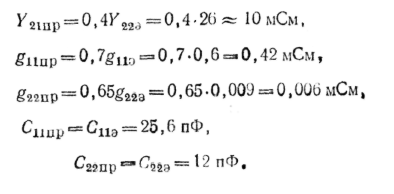 Y₂₁пр=0,4Y₂₂э=0,4·26≈10 мСм,
g₁₁пр=0,7g₁₁э=0,7·0,6=0,42 мСм,
g₂₂пр=0,65g₂₂э=0,65·0,009=0,006 мСм,
C₁₁пр=C₁₁э=25,6 пФ,
C₂₂пр=C₂₂э=12 пФ.